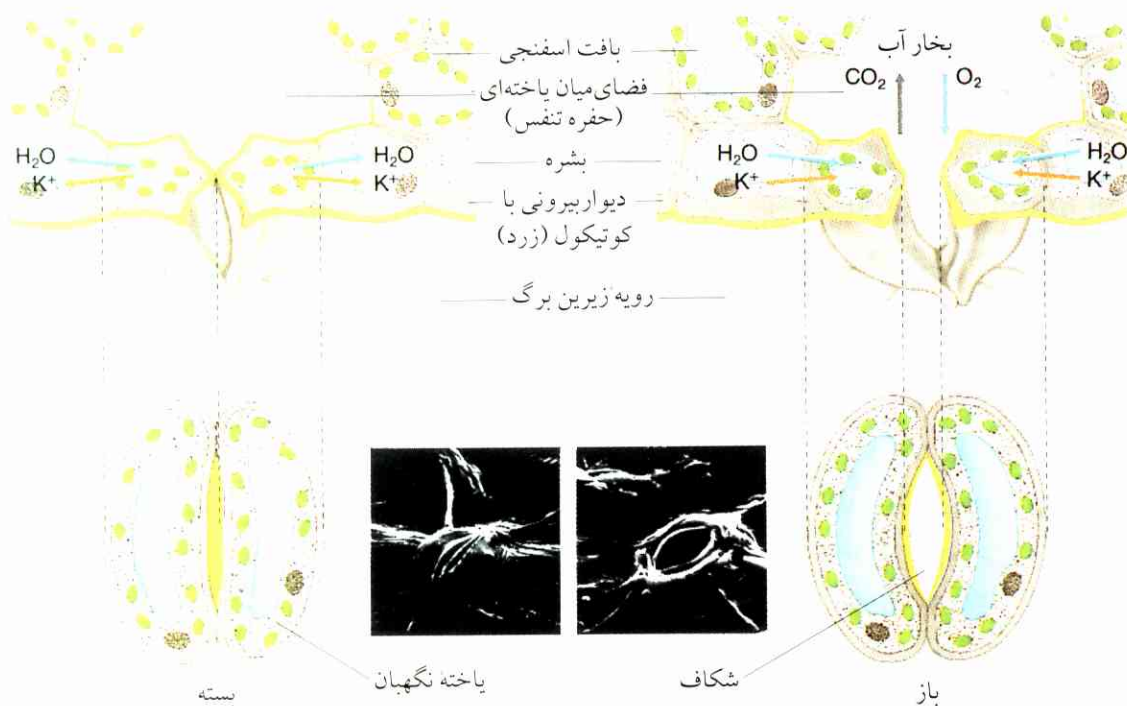 بافت اسفنجی
فضای میان یاخته‌ای
(حفره تنفس)
بشره
دیواربیرونی با
کوتیکول (زرد)
رویه زیرین برگ
بخار آب
CO₂
O₂
H₂O
K⁺
H₂O
K⁺
H₂O
K⁺
H₂O
K⁺
یاختهٔ نگهبان
شکاف
بسته
باز